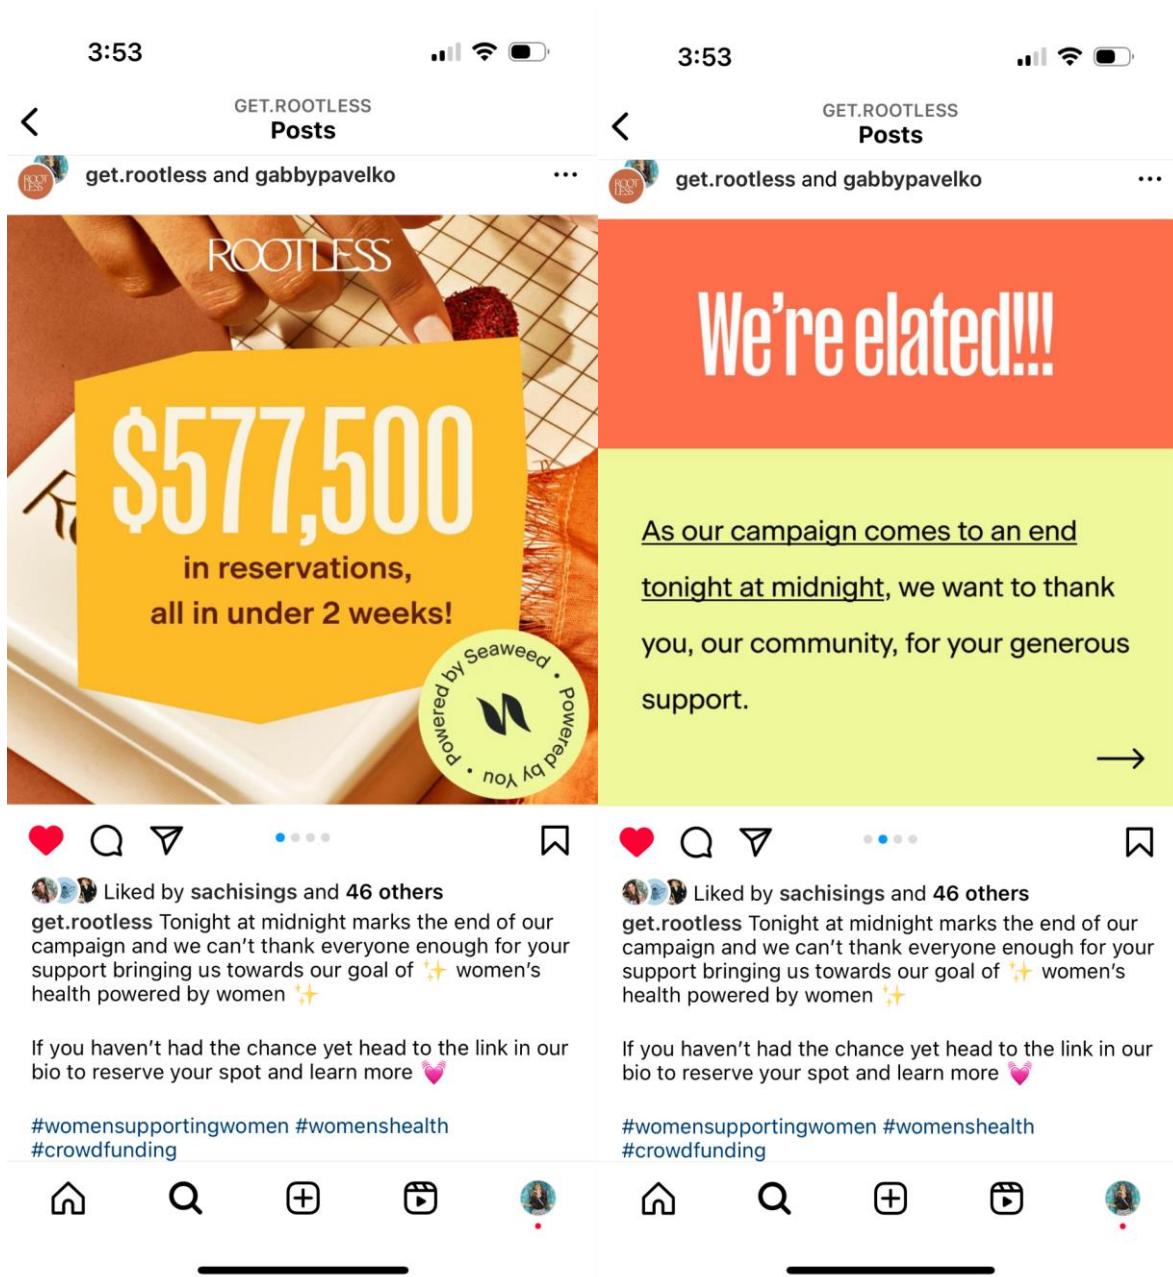 3:53
GET.ROOTLESS
Posts
ROOT
LESS
get.rootless and gabbypavelko
ROOTLESS
$577,500
in reservations,
all in under 2 weeks!
Powered by Seaweed • Powered by You •
Liked by sachisings and 46 others
get.rootless Tonight at midnight marks the end of our
campaign and we can't thank everyone enough for your
support bringing us towards our goal of ✨ women's
health powered by women ✨
If you haven't had the chance yet head to the link in our
bio to reserve your spot and learn more 💓
#womensupportingwomen #womenshealth
#crowdfunding
3:53
GET.ROOTLESS
Posts
ROOT
LESS
get.rootless and gabbypavelko
We're elated!!!
As our campaign comes to an end
tonight at midnight, we want to thank
you, our community, for your generous
support.
Liked by sachisings and 46 others
get.rootless Tonight at midnight marks the end of our
campaign and we can't thank everyone enough for your
support bringing us towards our goal of ✨ women's
health powered by women ✨
If you haven't had the chance yet head to the link in our
bio to reserve your spot and learn more 💓
#womensupportingwomen #womenshealth
#crowdfunding